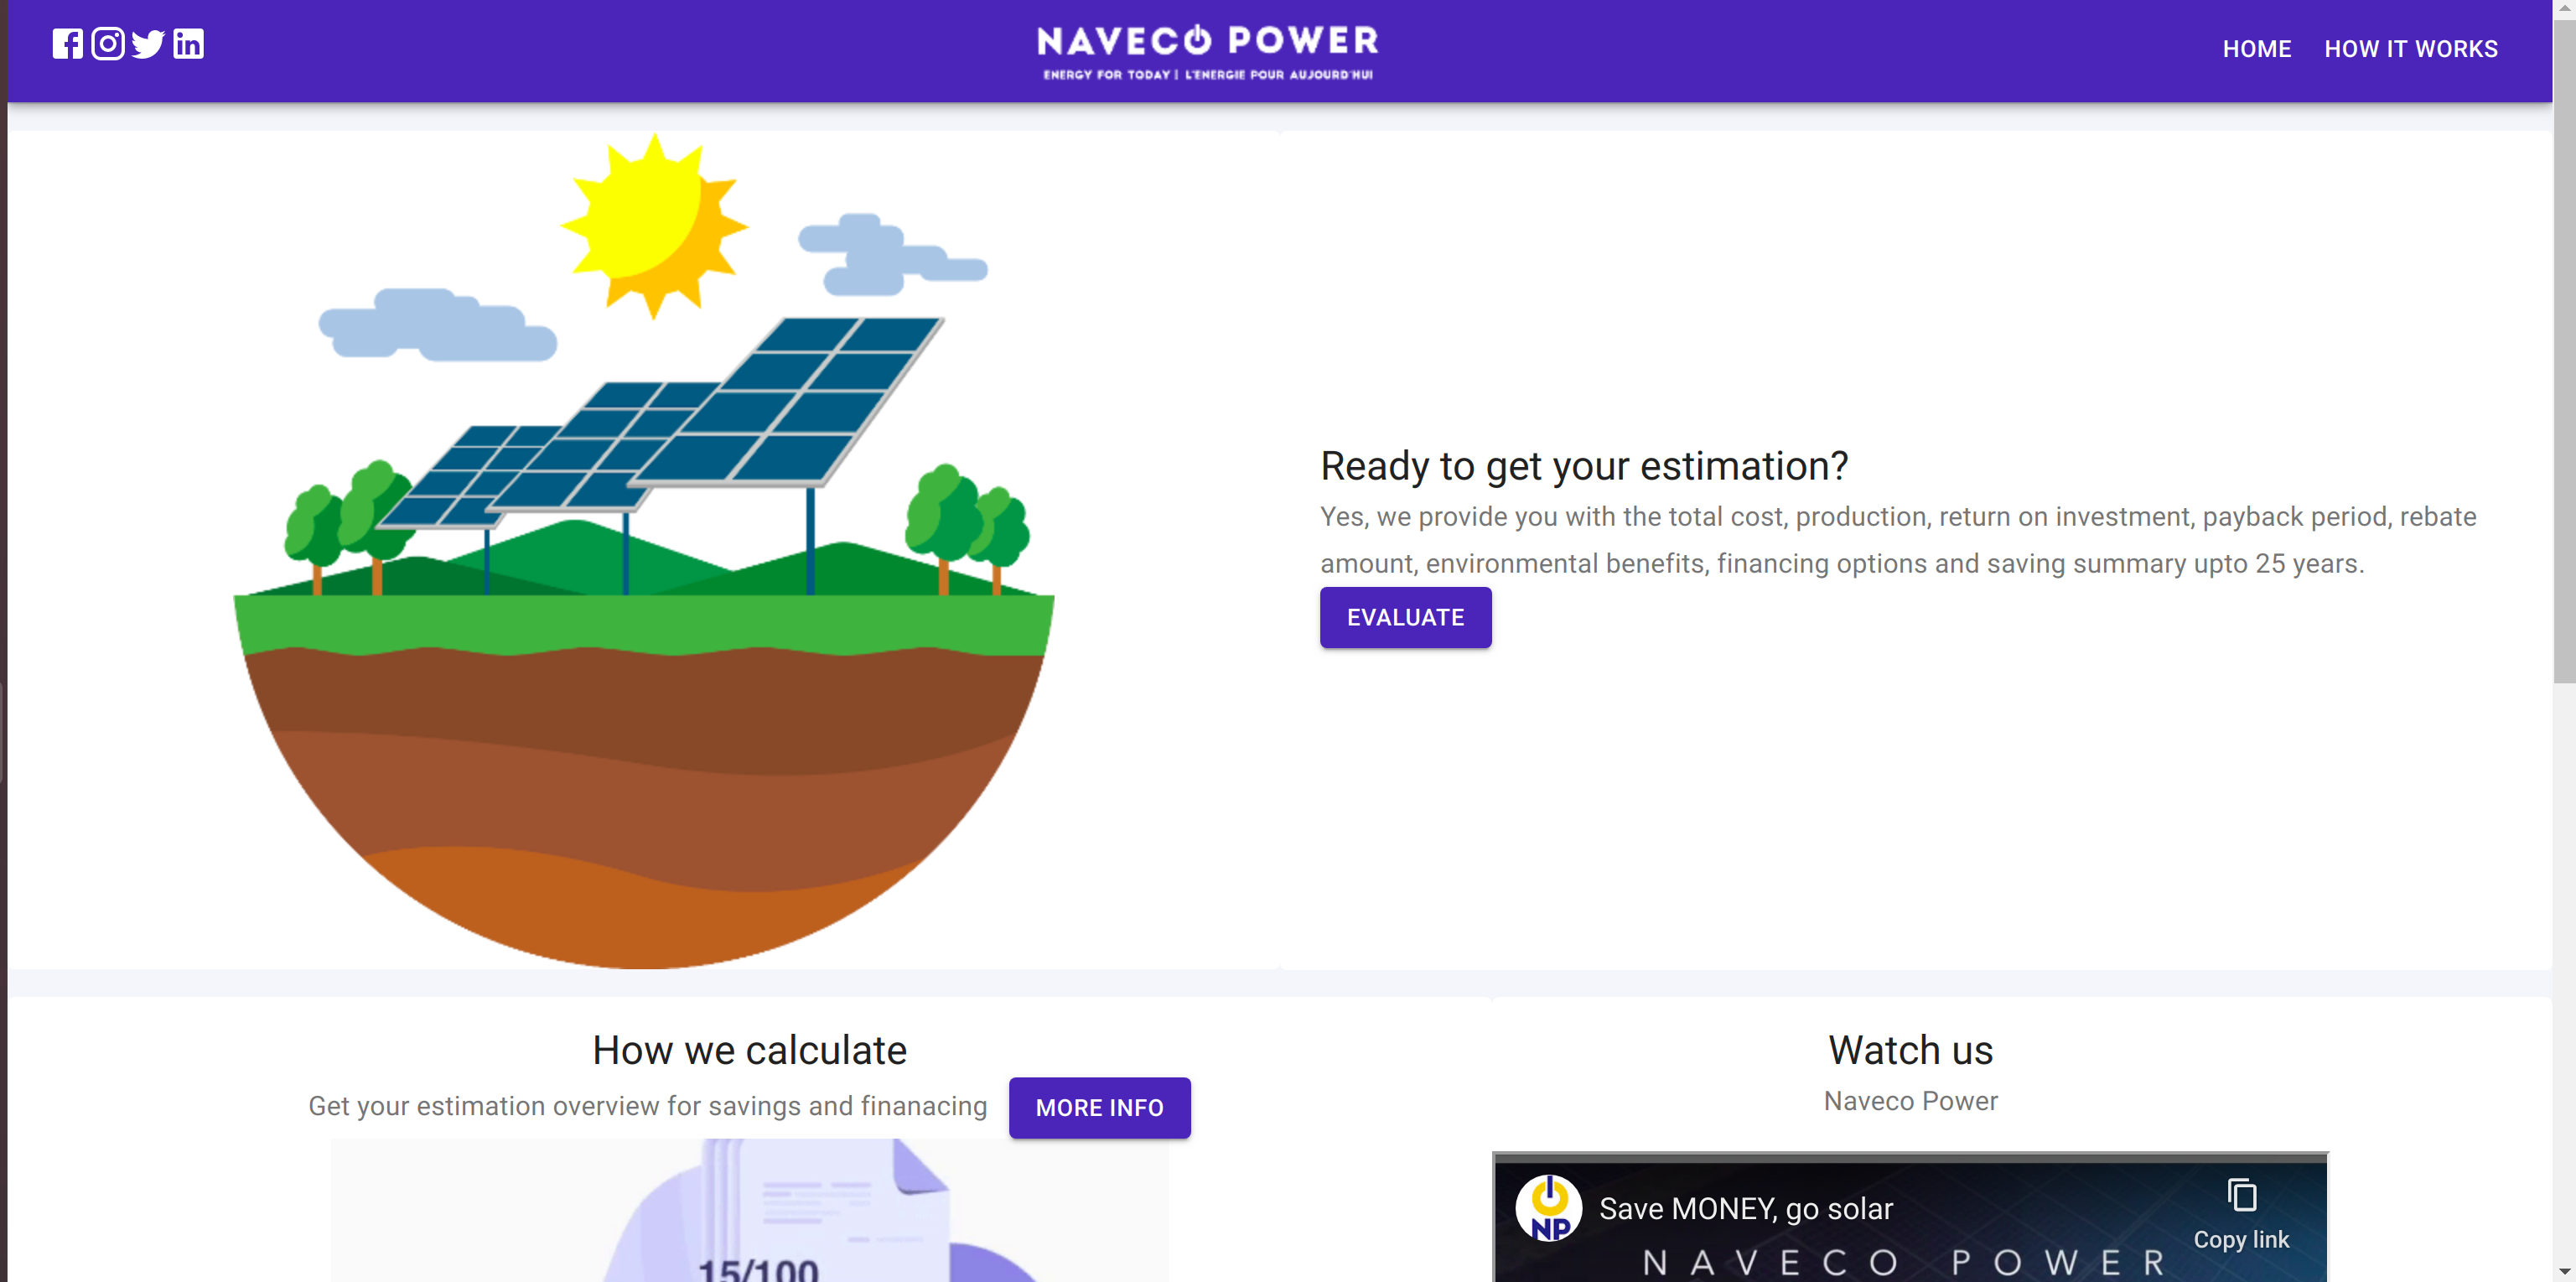 NAVECO POWER
ENERGY FOR TODAY | L'ENERGIE POUR AUJOURD'HUI
HOME HOW IT WORKS
Ready to get your estimation?
Yes, we provide you with the total cost, production, return on investment, payback period, rebate
amount, environmental benefits, financing options and saving summary upto 25 years.
EVALUATE
How we calculate
Get your estimation overview for savings and finanacing
MORE INFO
15/100
Watch us
Naveco Power
NP
Save MONEY, go solar
Copy link
NAVECO POWER